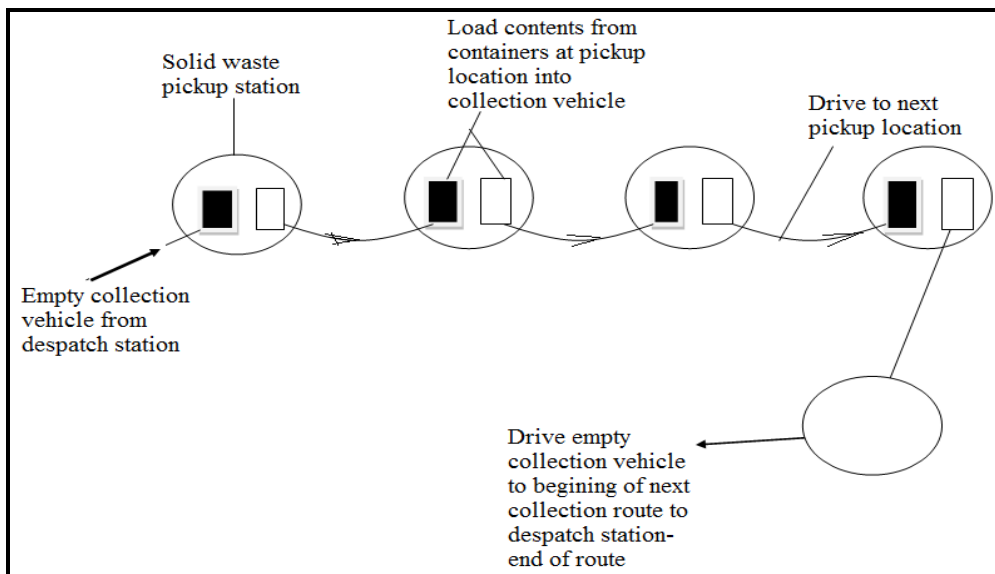 Solid waste
pickup station
Load contents from
containers at pickup
location into
collection vehicle
Drive to next
pickup location
Empty collection
vehicle from
despatch station
Drive empty
collection vehicle
to begining of next
collection route to
despatch station-
end of route